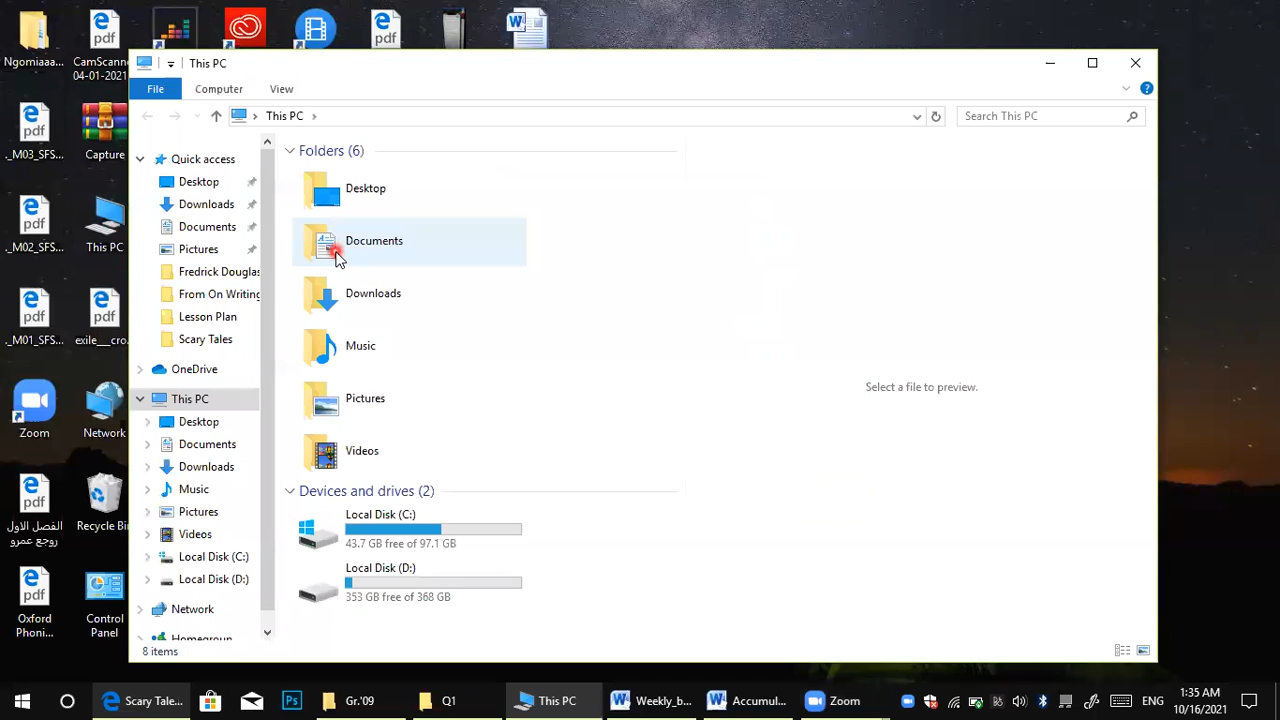 Ngomiaaa...
CamScanner
04-01-2021
This PC
File
Computer
View
This PC
Search This PC
._M03_SFS...
Capture
._M02_SFS...
This PC
._M01_SFS...
exile___cro...
Zoom
Network
الفصل الاول
روجع عمرو
Recycle Bin
Oxford
Phoni...
Control
Panel
Quick access
Desktop
Downloads
Documents
Pictures
Fredrick Douglas
From On Writing
Lesson Plan
Scary Tales
OneDrive
This PC
Desktop
Documents
Downloads
Music
Pictures
Videos
Local Disk (C:)
Local Disk (D:)
Network
Homegroup
Folders (6)
Desktop
Documents
Downloads
Music
Pictures
Videos
Devices and drives (2)
Local Disk (C:)
43.7 GB free of 97.1 GB
Local Disk (D:)
353 GB free of 368 GB
Select a file to preview.
8 items
Scary Tale...
Ps
Gr.'09
Q1
This PC
Weekly_b...
Accumul...
Zoom
ENG
1:35 AM
10/16/2021